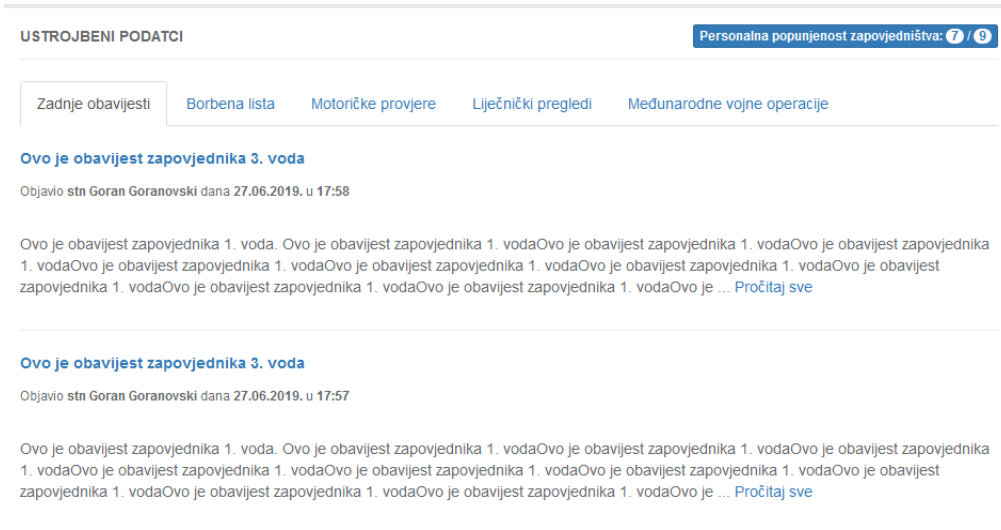 USTROJBENI PODATCI
Personalna popunjenost zapovjedništva: 7 / 9
Zadnje obavijesti Borbena lista Motoričke provjere Liječnički pregledi Međunarodne vojne operacije
Ovo je obavijest zapovjednika 3. voda
Objavio stn Goran Goranovski dana 27.06.2019. u 17:58
Ovo je obavijest zapovjednika 1. voda. Ovo je obavijest zapovjednika 1. vodaOvo je obavijest zapovjednika 1. vodaOvo je obavijest zapovjednika
1. vodaOvo je obavijest zapovjednika 1. vodaOvo je obavijest zapovjednika 1. vodaOvo je obavijest zapovjednika 1. vodaOvo je obavijest
zapovjednika 1. vodaOvo je obavijest zapovjednika 1. vodaOvo je obavijest zapovjednika 1. vodaOvo je ... Pročitaj sve
Ovo je obavijest zapovjednika 3. voda
Objavio stn Goran Goranovski dana 27.06.2019. u 17:57
Ovo je obavijest zapovjednika 1. voda. Ovo je obavijest zapovjednika 1. vodaOvo je obavijest zapovjednika 1. vodaOvo je obavijest zapovjednika
1. vodaOvo je obavijest zapovjednika 1. vodaOvo je obavijest zapovjednika 1. vodaOvo je obavijest zapovjednika 1. vodaOvo je obavijest
zapovjednika 1. vodaOvo je obavijest zapovjednika 1. vodaOvo je obavijest zapovjednika 1. vodaOvo je ... Pročitaj sve